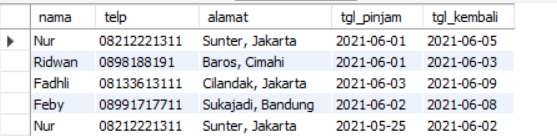 nama telp alamat tgl_pinjam tgl_kembali
Nur 08212221311 Sunter, Jakarta 2021-06-01 2021-06-05
Ridwan 0898188191 Baros, Cimahi 2021-06-01 2021-06-03
Fadhli 08133613111 Cilandak, Jakarta 2021-06-03 2021-06-09
Feby 08991717711 Sukajadi, Bandung 2021-06-02 2021-06-08
Nur 08212221311 Sunter, Jakarta 2021-05-25 2021-06-02